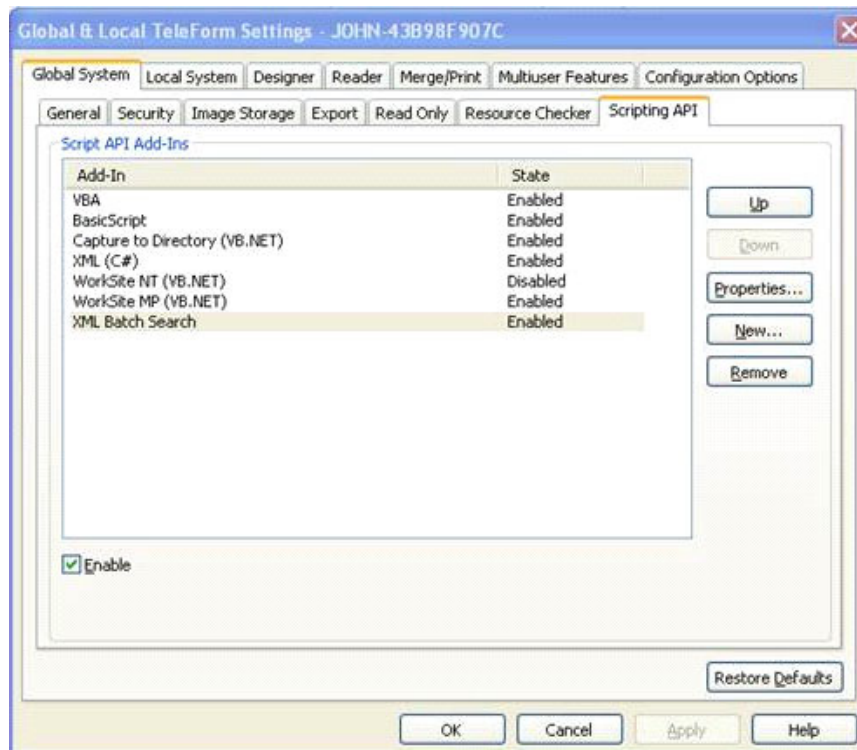 Global & Local TeleForm Settings - JOHN-43B98F907C
Global System Local System Designer Reader Merge/Print Multiuser Features Configuration Options
General Security Image Storage Export Read Only Resource Checker Scripting API
Script API Add-Ins
Add-In State
VBA Enabled
BasicScript Enabled
Capture to Directory (VB.NET) Enabled
XML (C#) Enabled
WorkSite NT (VB.NET) Disabled
WorkSite MP (VB.NET) Enabled
XML Batch Search Enabled
Up
Down
Properties...
New...
Remove
Enable
Restore Defaults
OK Cancel Apply Help